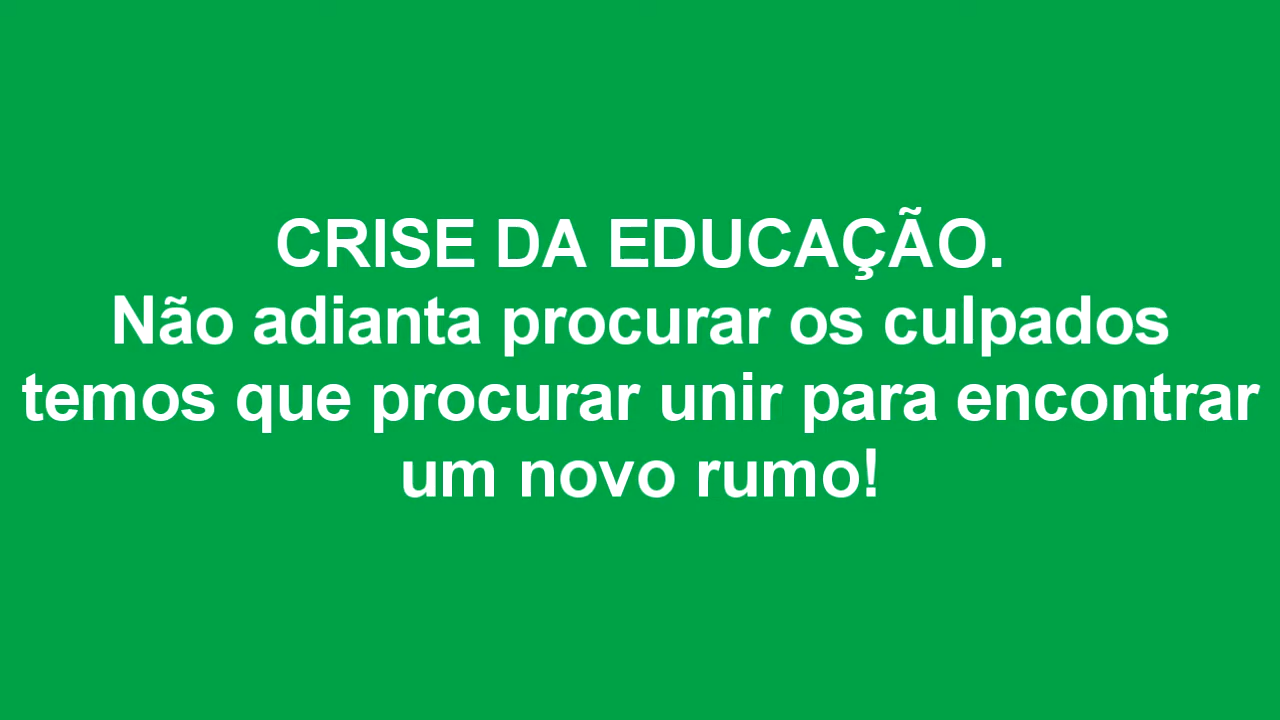 CRISE DA EDUCAÇÃO.
Não adianta procurar os culpados
temos que procurar unir para encontrar
um novo rumo!